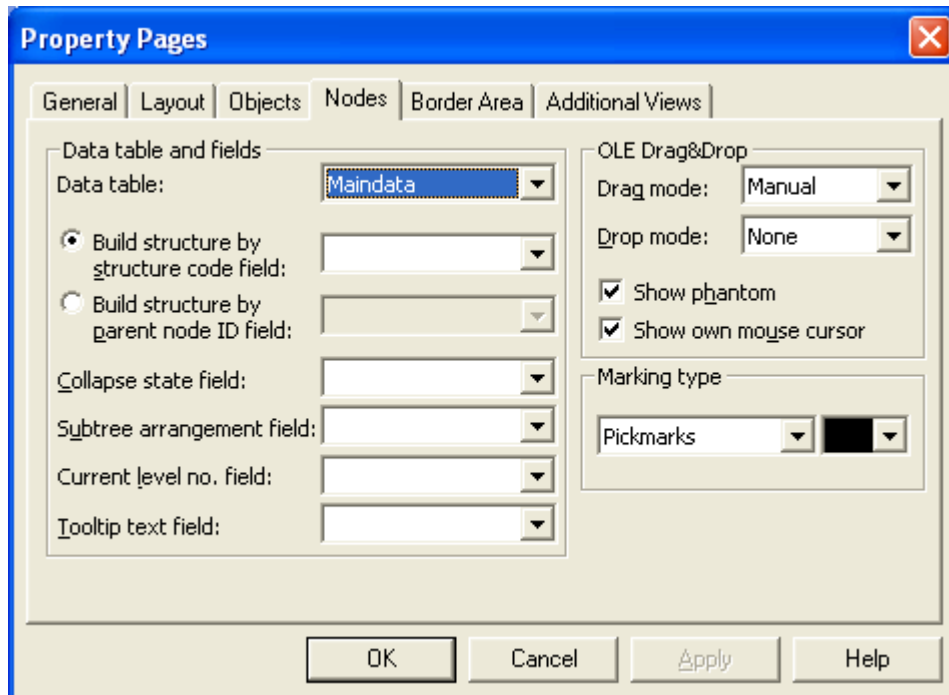 Property Pages
General Layout Objects Nodes Border Area Additional Views
Data table and fields
Data table: Maindata
Build structure by
structure code field:
Build structure by
parent node ID field:
Collapse state field:
Subtree arrangement field:
Current level no. field:
Tooltip text field:
OLE Drag&Drop
Drag mode: Manual
Drop mode: None
Show phantom
Show own mouse cursor
Marking type
Pickmarks
OK Cancel Apply Help